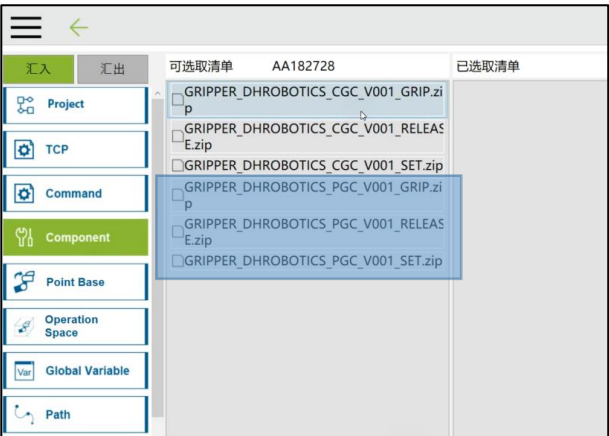 汇入 汇出 可选取清单 AA182728 已选取清单
GRIPPER_DHROBOTICS_CGC_V001_GRIP.zi
p
GRIPPER_DHROBOTICS_CGC_V001_RELEAS
E.zip
GRIPPER_DHROBOTICS_CGC_V001_SET.zip
GRIPPER_DHROBOTICS_PGC_V001_GRIP.zi
p
GRIPPER_DHROBOTICS_PGC_V001_RELEAS
E.zip
GRIPPER_DHROBOTICS_PGC_V001_SET.zip
Project
TCP
Command
Component
Point Base
Operation
Space
Var Global Variable
Path